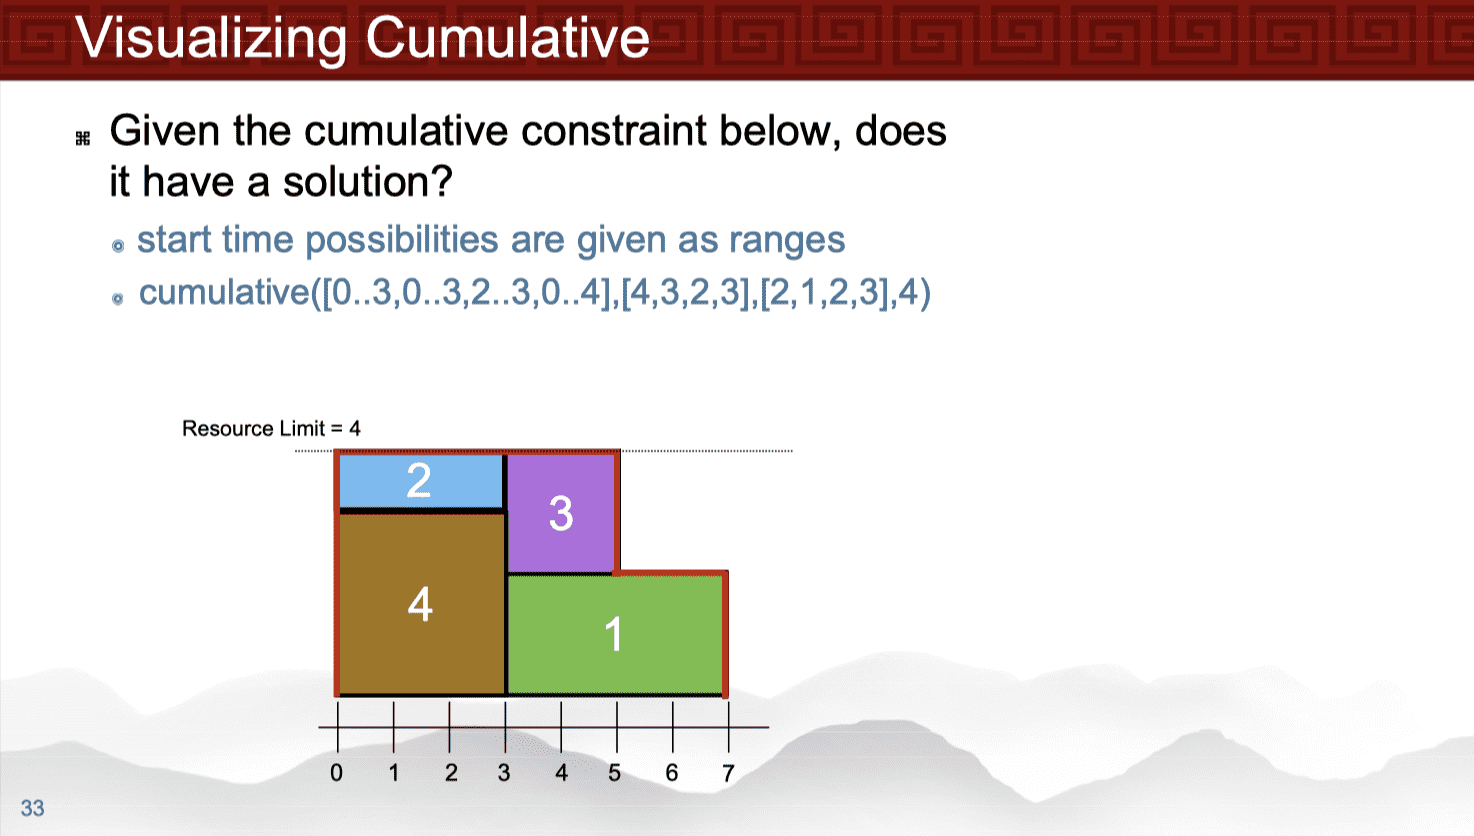 Visualizing Cumulative
⌘ Given the cumulative constraint below, does
it have a solution?
start time possibilities are given as ranges
cumulative([0..3,0..3,2..3,0..4],[4,3,2,3],[2,1,2,3],4)
Resource Limit = 4
2
3
4
1
0 1 2 3 4 5 6 7
33